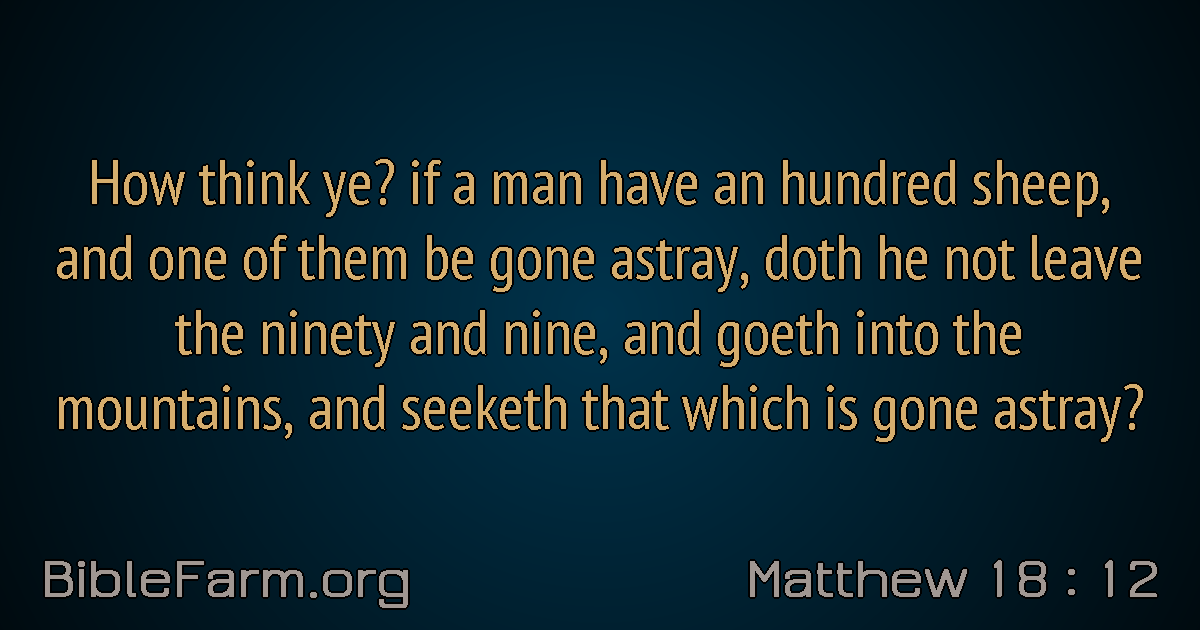 How think ye? if a man have an hundred sheep,
and one of them be gone astray, doth he not leave
the ninety and nine, and goeth into the
mountains, and seeketh that which is gone astray?
BibleFarm.org
Matthew 18 : 12